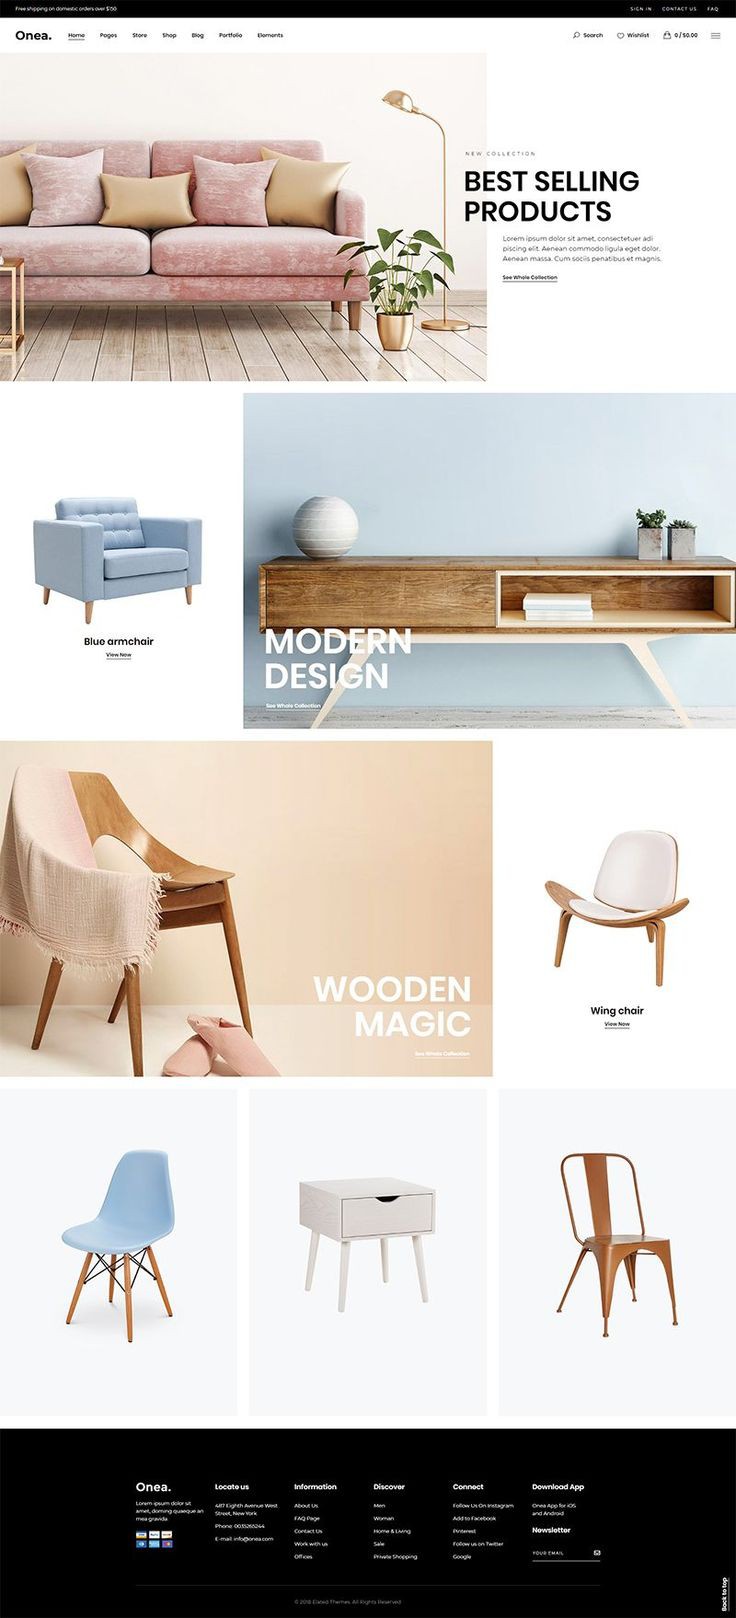 Free shipping on domestic orders over $150.
SIGN IN CONTACT US FAQ
Onea. Home Pages Store Shop Blog Portfolio Elements Search Wishlist 0 / $0.00
NEW COLLECTION
BEST SELLING
PRODUCTS
Lorem ipsum dolor sit amet, consectetuer adi
piscing elit. Aenean commodo ligula eget dolor.
Aenean massa. Cum sociis penatibus et magnis.
See Whole Collection
Blue armchair
View Now
MODERN
DESIGN
See Whole Collection
WOODEN
MAGIC
See Whole Collection
Wing chair
View Now
Onea.
Lorem ipsum dolor sit
amet, doming quaeque an
mea gravida.
Locate us
487 Eighth Avenue West
Street, New York
Phone: 0035265244
E-mail: info@onea.com
Information
About Us
FAQ Page
Contact Us
Work with us
Offices
Discover
Men
Woman
Home & Living
Sale
Private Shopping
Connect
Follow Us On Instagram
Add to Facebook
Pinterest
Follow us on Twitter
Google
Download App
Onea App for iOS
and Android
Newsletter
YOUR EMAIL
© 2018 Elated Themes. All Rights Reserved
Back to top